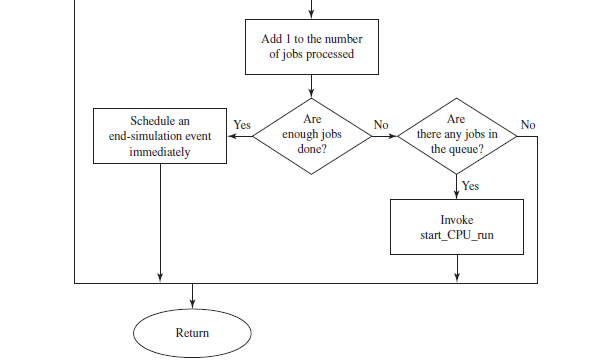 Add 1 to the number
of jobs processed
Schedule an
end-simulation event
immediately
Yes
Are
enough jobs
done?
No
Are
there any jobs in
the queue?
No
Yes
Invoke
start_CPU_run
Return